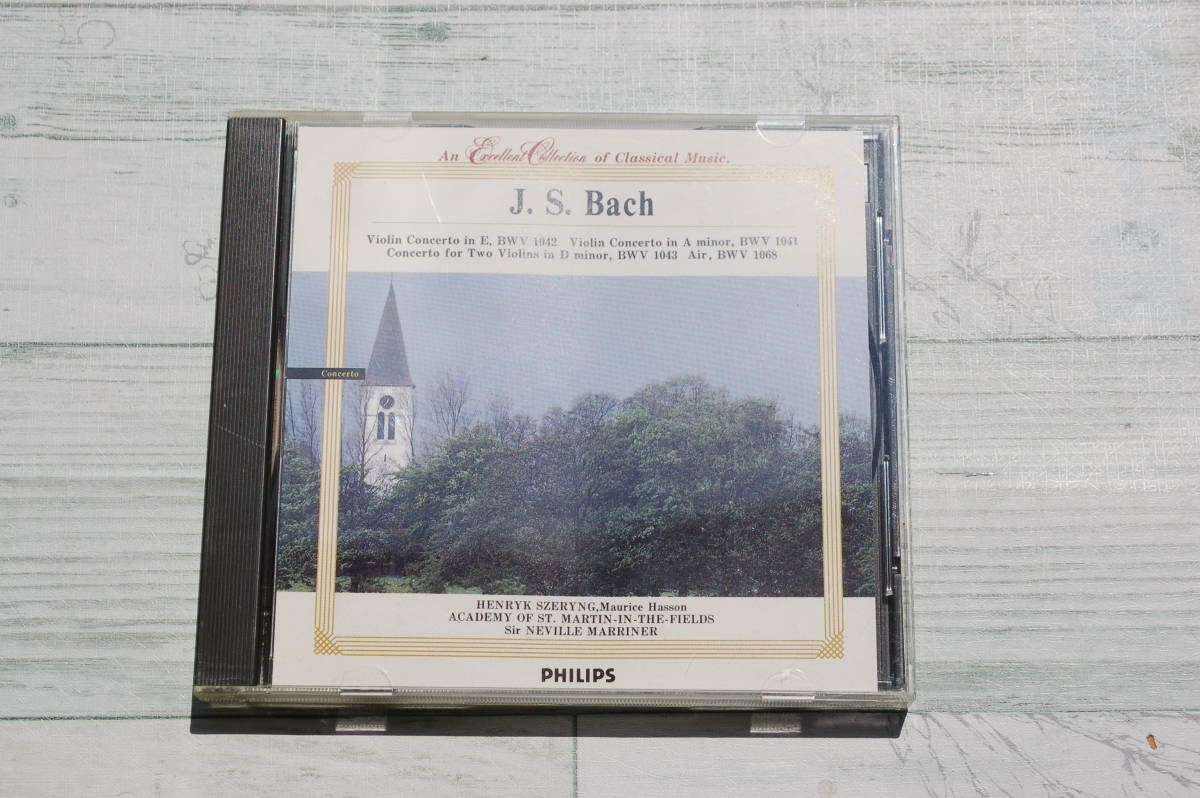 An Excellent Collection of Classical Music.
J. S. Bach
Violin Concerto in E, BWV 1042 Violin Concerto in A minor, BWV 1041
Concerto for Two Violins in D minor, BWV 1043 Air, BWV 1068
Concerto
HENRYK SZERYNG, Maurice Hasson
ACADEMY OF ST. MARTIN-IN-THE-FIELDS
Sir NEVILLE MARRINER
PHILIPS